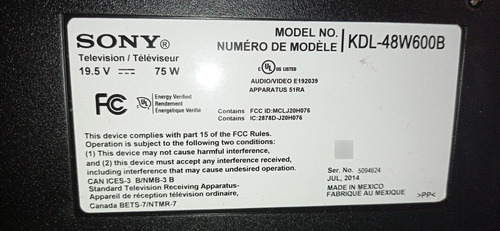 SONY®
MODEL NO.
NUMÉRO DE MODÈLE
KDL-48W600B
Television / Téléviseur
19.5 V ⎓ 75 W
c UL US LISTED
AUDIO/VIDEO E192039
APPARATUS 51RA
FC
UL
Energy Verified
Rendement
Énergétique Vérifié
Contains FCC ID:MCLJ20H076
Contains IC:2878D-J20H076
This device complies with part 15 of the FCC Rules.
Operation is subject to the following two conditions:
(1) This device may not cause harmful interference,
and (2) this device must accept any interference received,
including interference that may cause undesired operation.
CAN ICES-3 B/NMB-3 B
Standard Television Receiving Apparatus-
Appareil de réception télévision ordinaire,
Canada BETS-7/NTMR-7
Ser. No. 5094624
JUL, 2014
MADE IN MEXICO
FABRIQUÉ AU MEXIQUE
>PP<